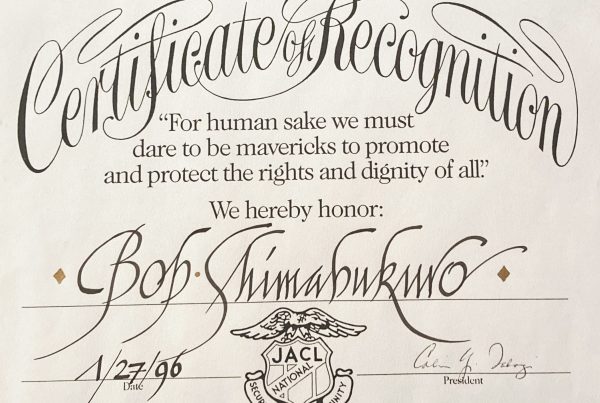 Certificate of Recognition
“For human sake we must
dare to be mavericks to promote
and protect the rights and dignity of all.”
We hereby honor:
Bob Shimabukuro
JACL
NATIONAL
1/27/96
Date
President